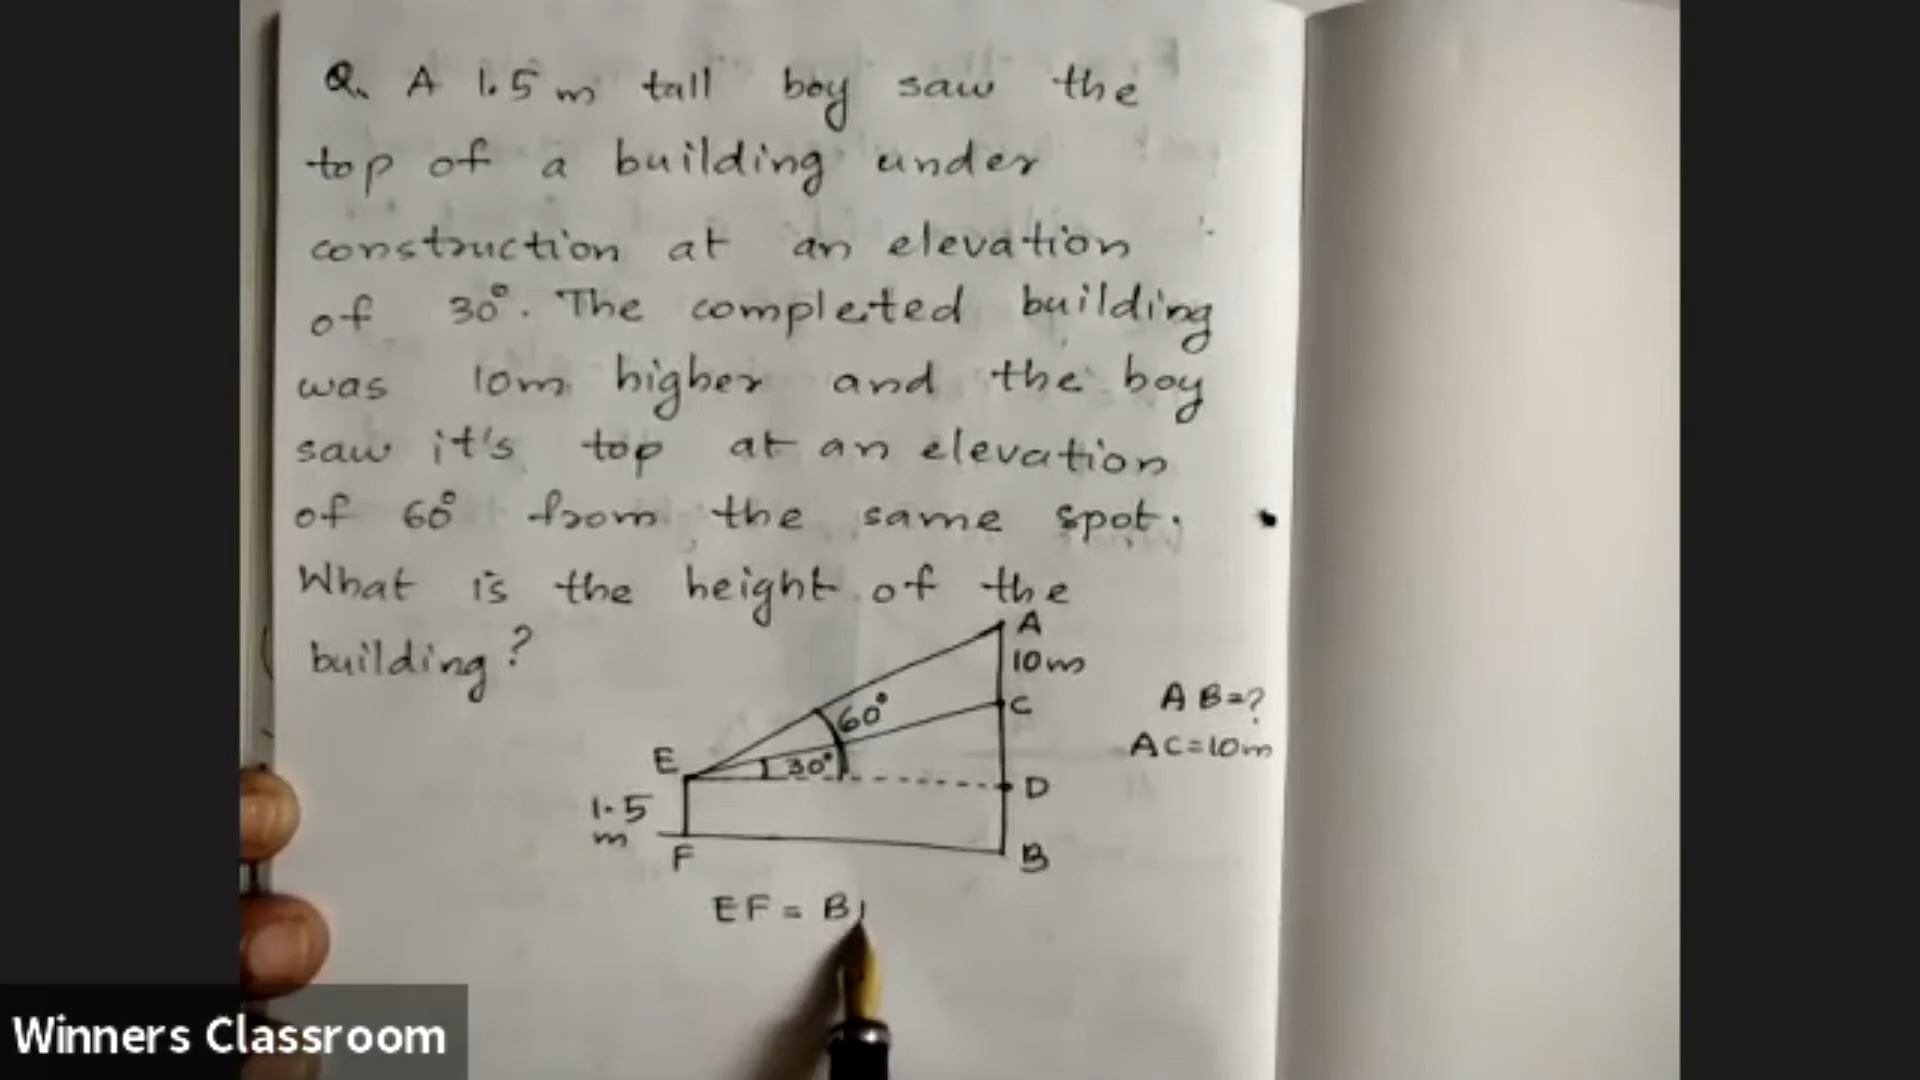 Q. A 1.5 m tall boy saw the
top of a building under
construction at an elevation
of 30°. The completed building
was 10m higher and the boy
saw it's top at an elevation
of 60° from the same spot.
What is the height of the
building?
A
10m
C
60°
30°
E
D
1.5
m
F
B
AB=?
AC=10m
EF = B
Winners Classroom